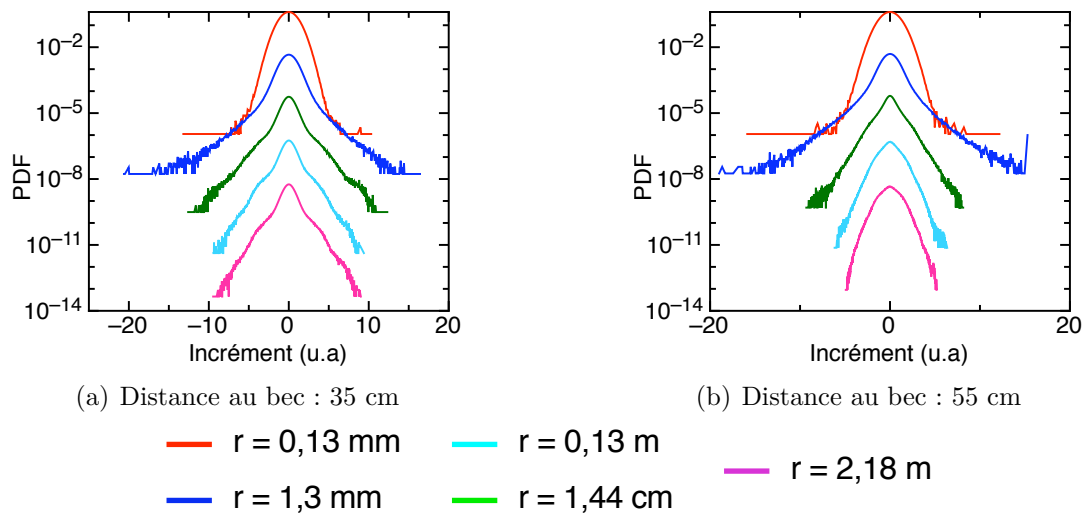 10−2
10−5
10−8
10−11
10−14
PDF
−20 −10 0 10 20
Incrément (u.a)
(a) Distance au bec : 35 cm
10−2
10−5
10−8
10−11
10−14
PDF
−20 0 20
Incrément (u.a)
(b) Distance au bec : 55 cm
r = 0,13 mm
r = 0,13 m
r = 2,18 m
r = 1,3 mm
r = 1,44 cm